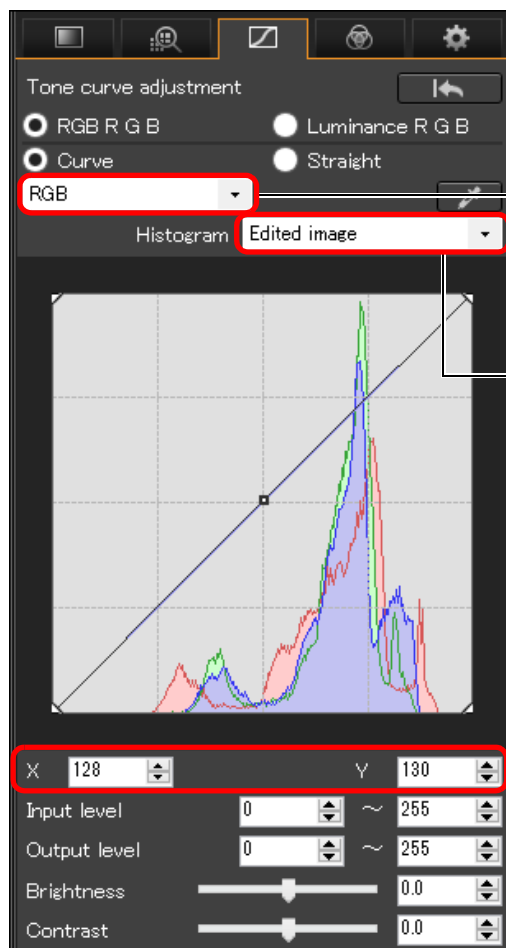 Tone curve adjustment
RGB R G B Luminance R G B
Curve Straight
RGB
Histogram Edited image
X 128 Y 130
Input level 0 ~ 255
Output level 0 ~ 255
Brightness 0.0
Contrast 0.0